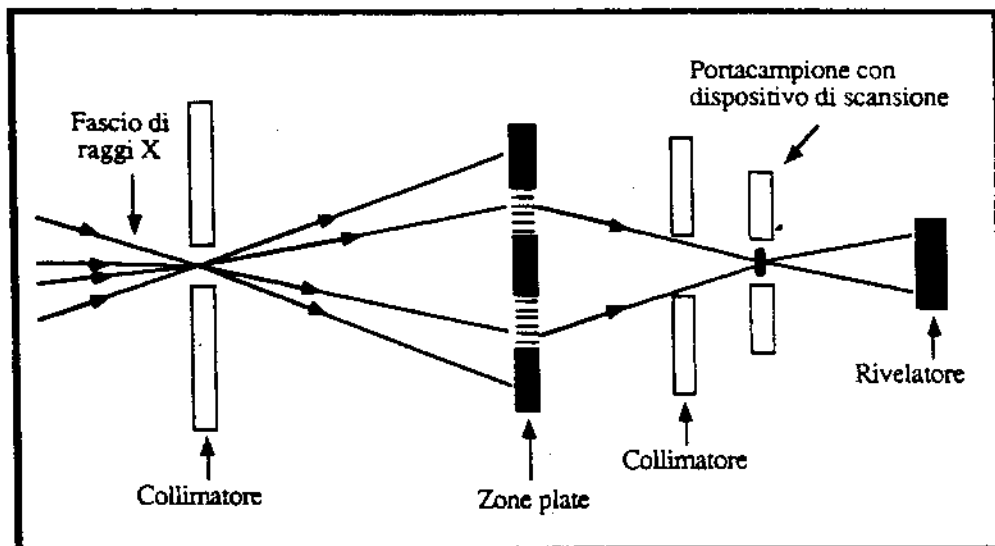 Portacampione con
dispositivo di scansione
Fascio di
raggi X
Rivelatore
Collimatore
Collimatore
Zone plate